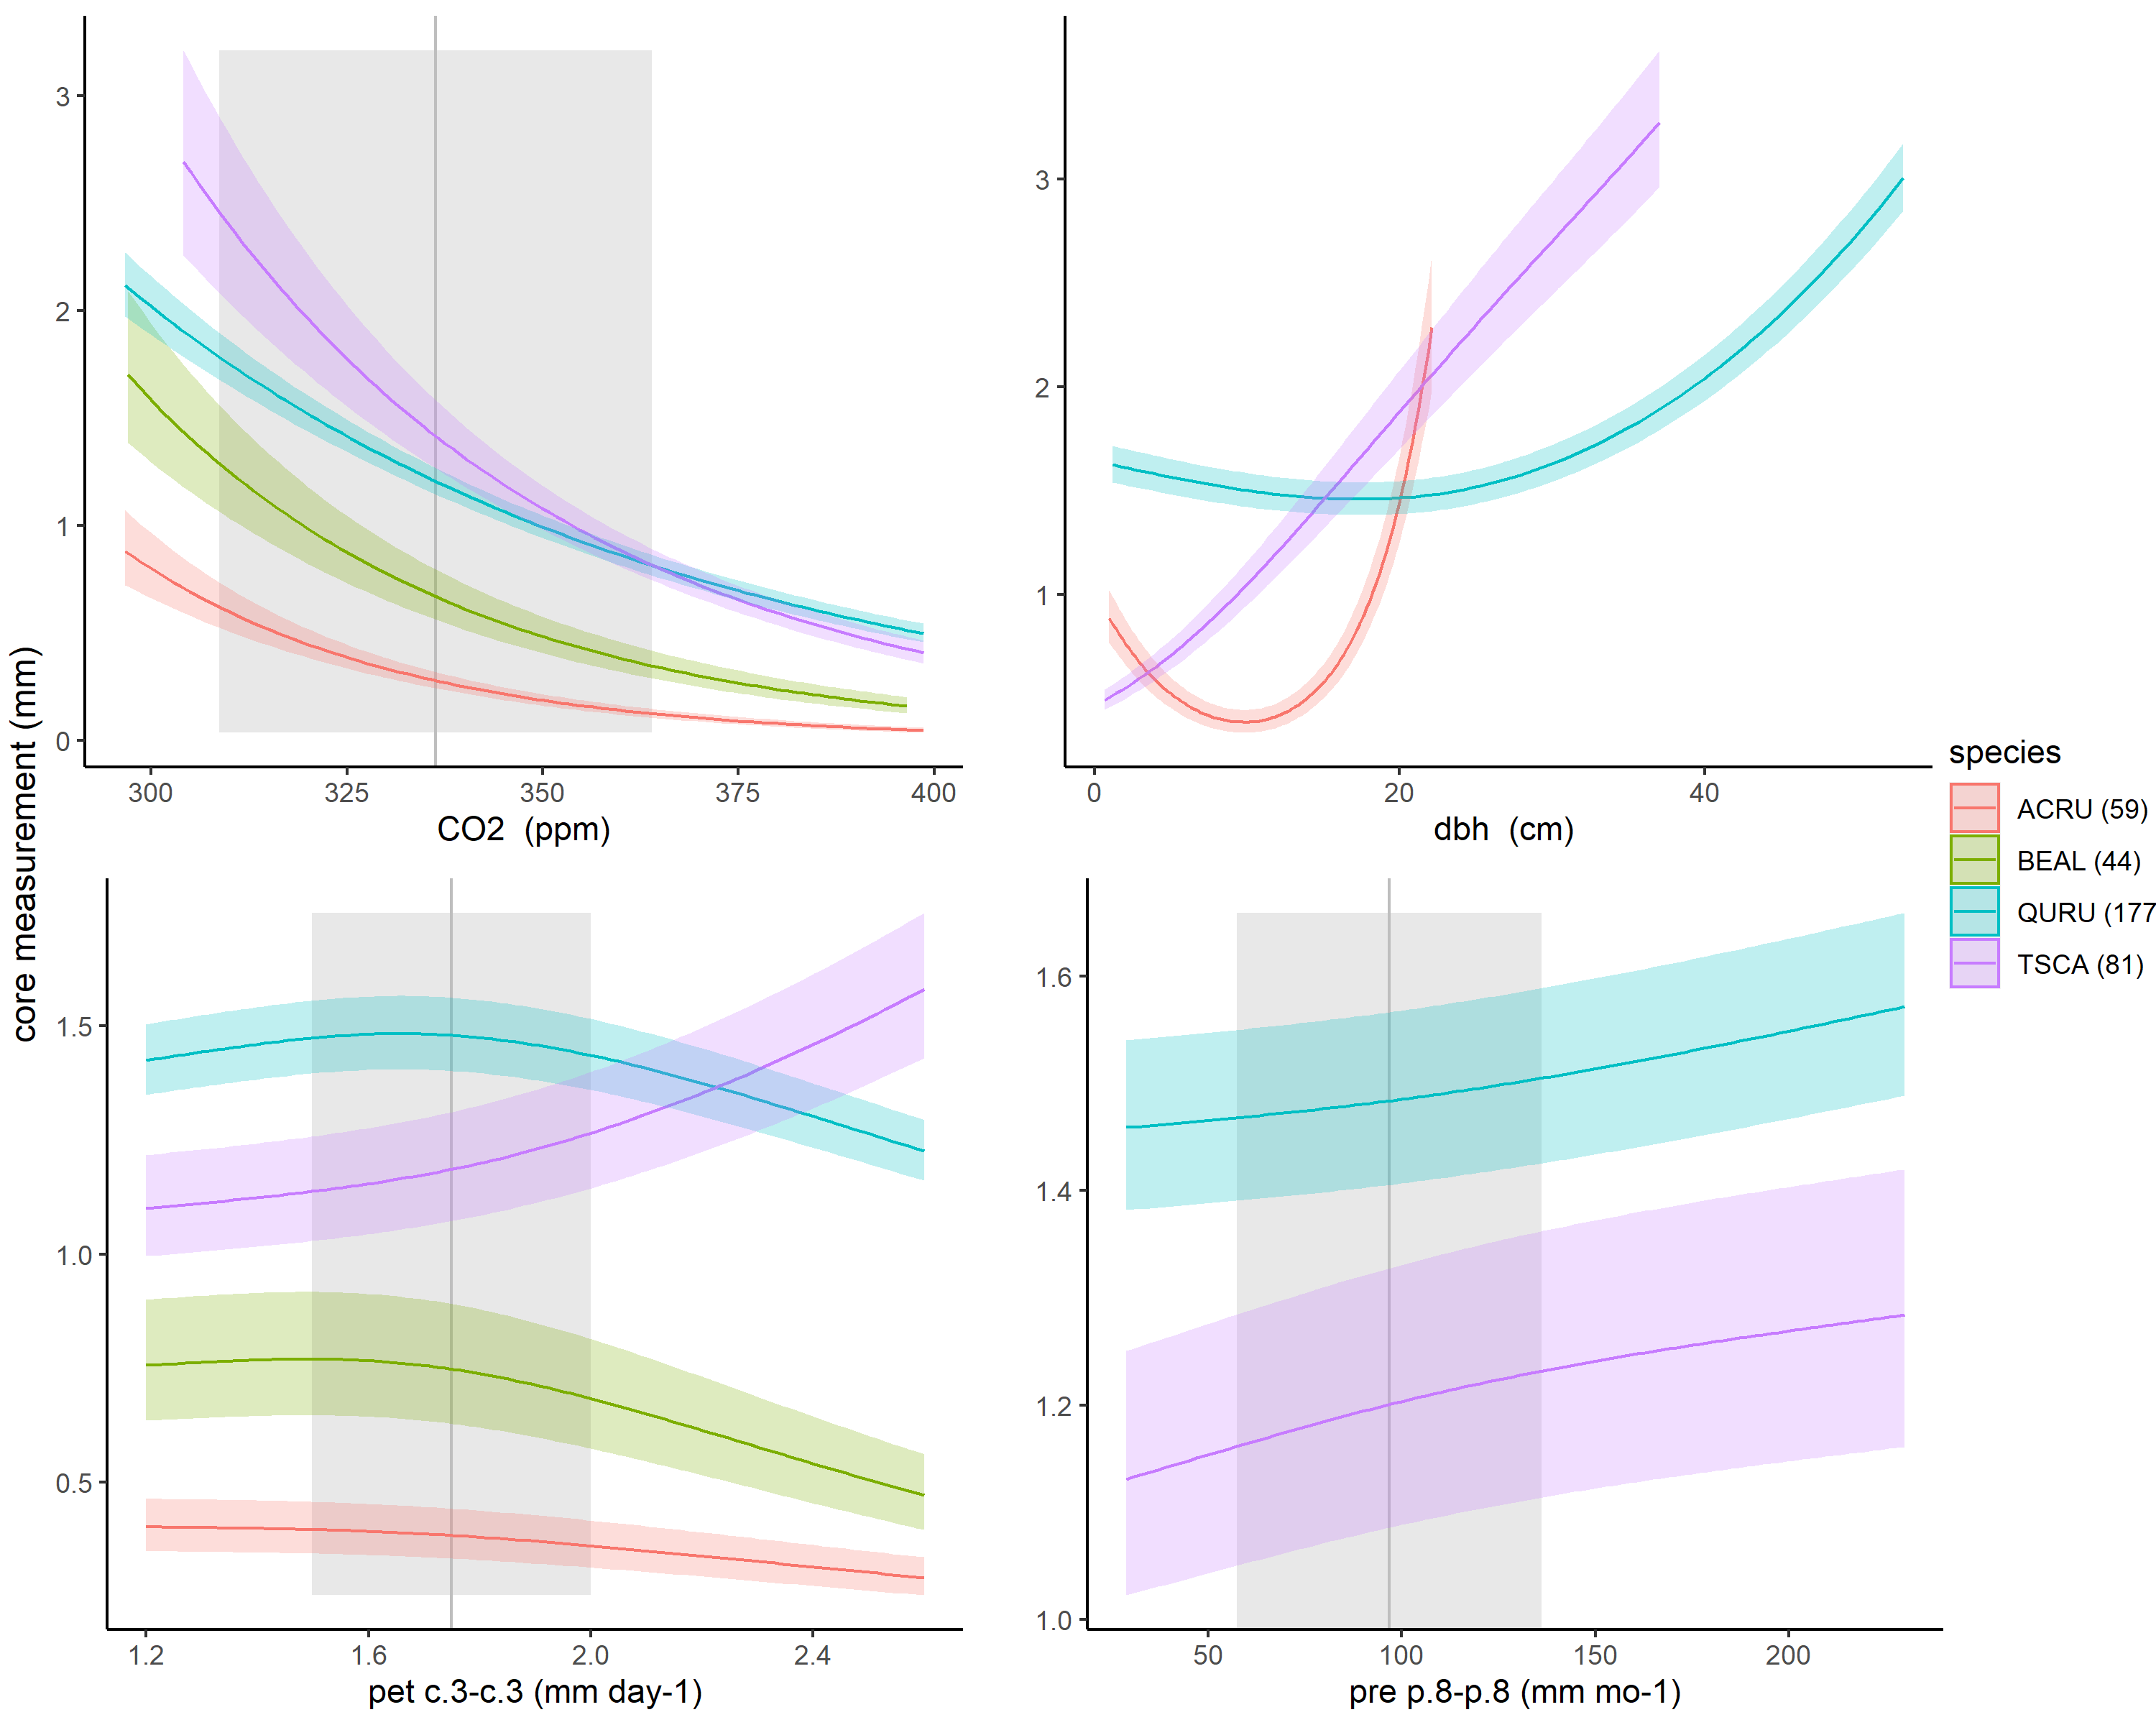 core measurement (mm)
3
2
1
0
300 325 350 375 400
CO2 (ppm)
3
2
1
0 20 40
dbh (cm)
species
ACRU (59)
BEAL (44)
QURU (177
TSCA (81)
1.5
1.0
0.5
1.2 1.6 2.0 2.4
pet c.3-c.3 (mm day-1)
1.6
1.4
1.2
1.0
50 100 150 200
pre p.8-p.8 (mm mo-1)